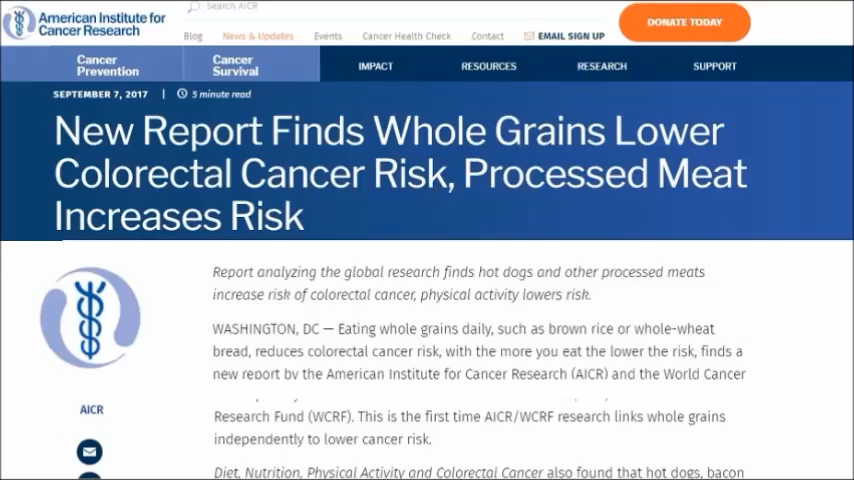 American Institute for
Cancer Research
Search AICR
Blog News & Updates Events Cancer Health Check Contact EMAIL SIGN UP
DONATE TODAY
Cancer
Prevention
Cancer
Survival
IMPACT RESOURCES RESEARCH SUPPORT
SEPTEMBER 7, 2017 | 5 minute read
New Report Finds Whole Grains Lower
Colorectal Cancer Risk, Processed Meat
Increases Risk
Report analyzing the global research finds hot dogs and other processed meats
increase risk of colorectal cancer, physical activity lowers risk.
WASHINGTON, DC — Eating whole grains daily, such as brown rice or whole-wheat
bread, reduces colorectal cancer risk, with the more you eat the lower the risk, finds a
new report by the American Institute for Cancer Research (AICR) and the World Cancer
Research Fund (WCRF). This is the first time AICR/WCRF research links whole grains
independently to lower cancer risk.
Diet, Nutrition, Physical Activity and Colorectal Cancer also found that hot dogs, bacon
AICR